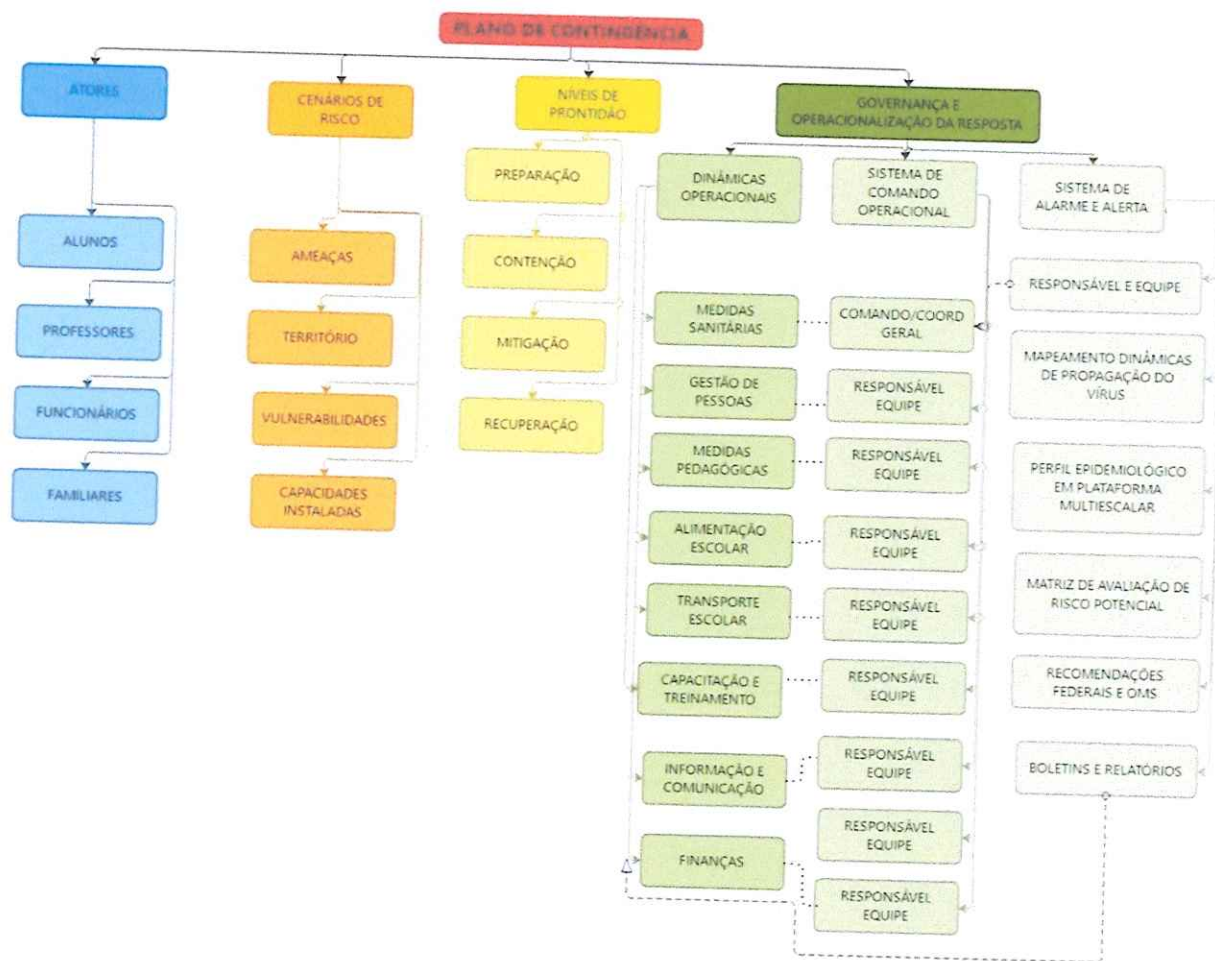 PLANO DE CONTINGÊNCIA
ATORES
ALUNOS
PROFESSORES
FUNCIONÁRIOS
FAMILIARES
CENÁRIOS DE
RISCO
AMEAÇAS
TERRITÓRIO
VULNERABILIDADES
CAPACIDADES
INSTALADAS
NÍVEIS DE
PRONTIDÃO
PREPARAÇÃO
CONTENÇÃO
MITIGAÇÃO
RECUPERAÇÃO
GOVERNANÇA E
OPERACIONALIZAÇÃO DA RESPOSTA
DINÂMICAS
OPERACIONAIS
MEDIDAS
SANITÁRIAS
GESTÃO DE
PESSOAS
MEDIDAS
PEDAGÓGICAS
ALIMENTAÇÃO
ESCOLAR
TRANSPORTE
ESCOLAR
CAPACITAÇÃO E
TREINAMENTO
INFORMAÇÃO E
COMUNICAÇÃO
FINANÇAS
SISTEMA DE
COMANDO
OPERACIONAL
COMANDO/COORD
GERAL
RESPONSÁVEL
EQUIPE
RESPONSÁVEL
EQUIPE
RESPONSÁVEL
EQUIPE
RESPONSÁVEL
EQUIPE
RESPONSÁVEL
EQUIPE
RESPONSÁVEL
EQUIPE
RESPONSÁVEL
EQUIPE
RESPONSÁVEL
EQUIPE
SISTEMA DE
ALARME E ALERTA
RESPONSÁVEL E EQUIPE
MAPEAMENTO DINÂMICAS
DE PROPAGAÇÃO DO
VÍRUS
PERFIL EPIDEMIOLÓGICO
EM PLATAFORMA
MULTIESCALAR
MATRIZ DE AVALIAÇÃO DE
RISCO POTENCIAL
RECOMENDAÇÕES
FEDERAIS E OMS
BOLETINS E RELATÓRIOS